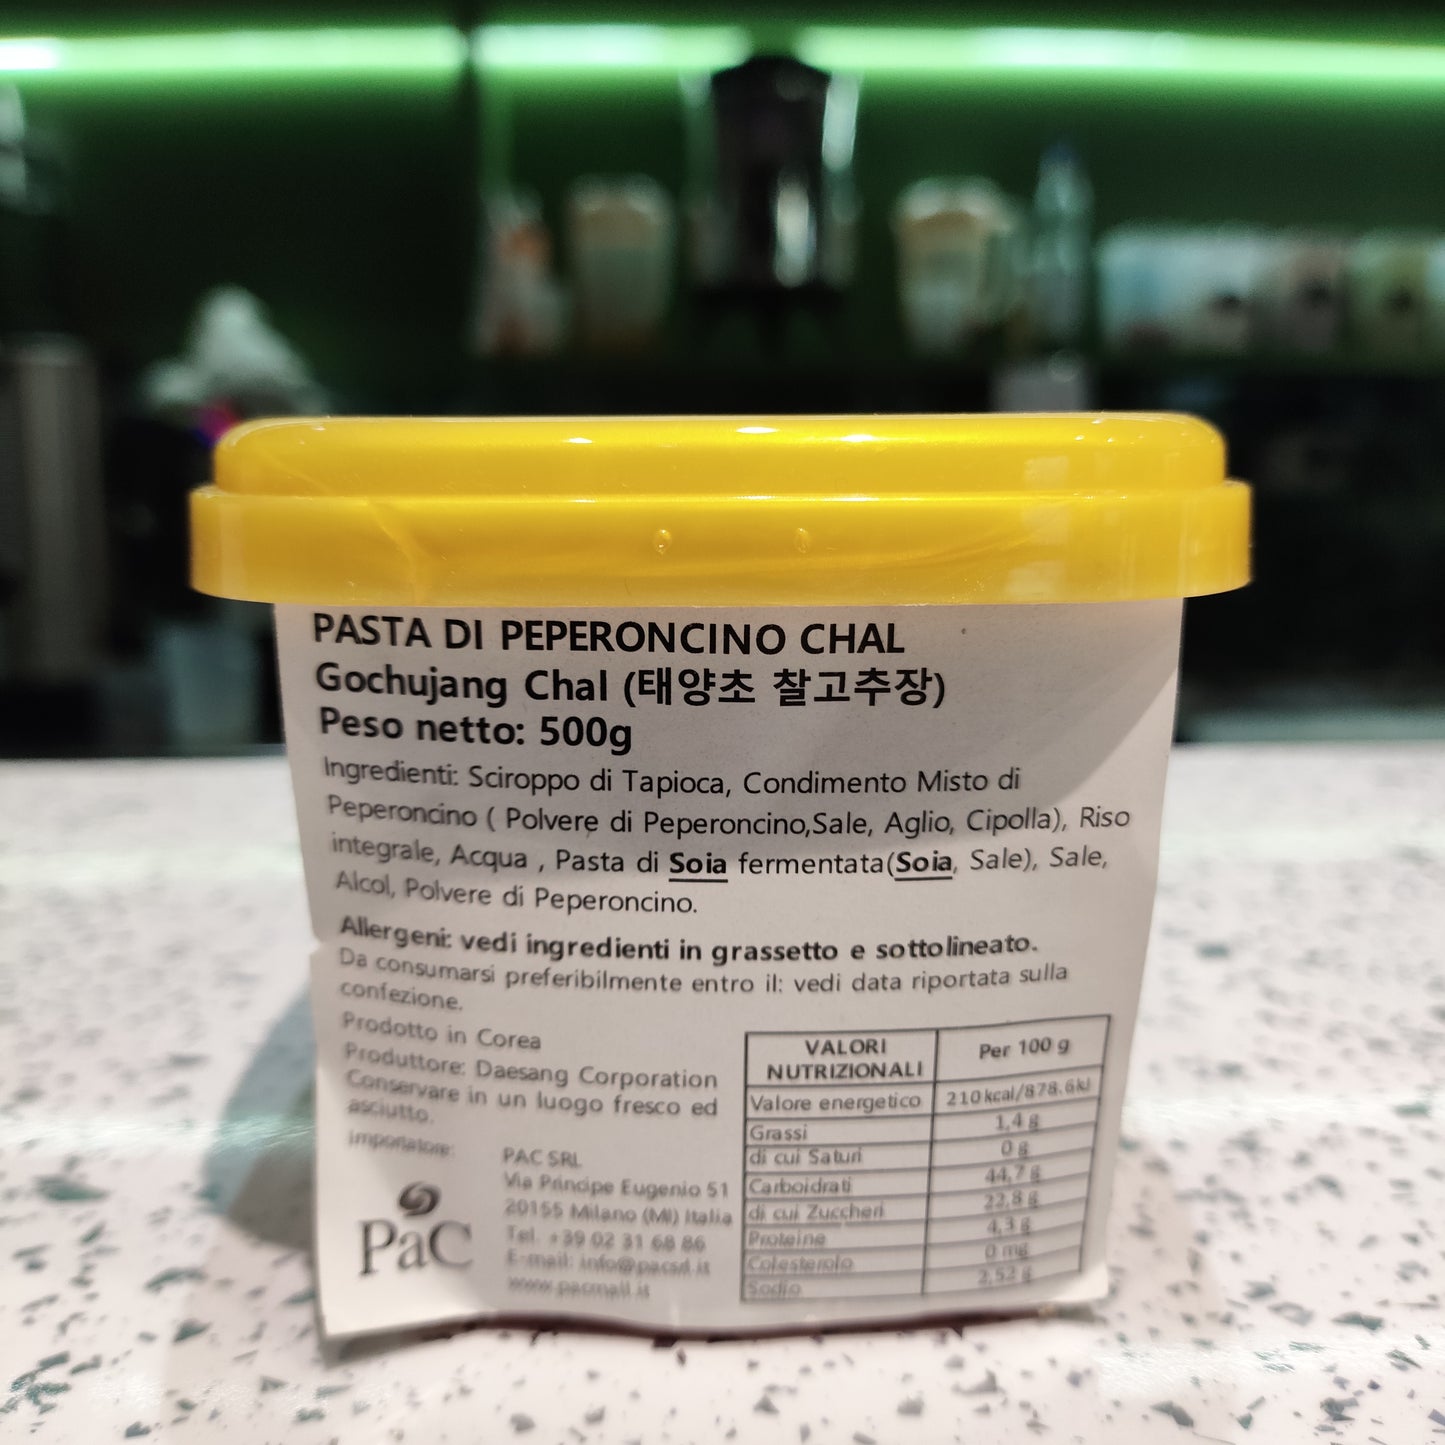 PASTA DI PEPERONCINO CHAL
Gochujang Chal (태양초 찰고추장)
Peso netto: 500g
Ingredienti: Sciroppo di Tapioca, Condimento Misto di
Peperoncino ( Polvere di Peperoncino,Sale, Aglio, Cipolla), Riso
integrale, Acqua , Pasta di Soia fermentata(Soia, Sale), Sale,
Alcol, Polvere di Peperoncino.
Allergeni: vedi ingredienti in grassetto e sottolineato.
Da consumarsi preferibilmente entro il: vedi data riportata sulla
confezione.
Prodotto in Corea
Produttore: Daesang Corporation
Conservare in un luogo fresco ed
asciutto.
Importatore:
PaC
PAC SRL
Via Principe Eugenio 51
20155 Milano (MI) Italia
Tel. +39 02 31 68 86
E-mail: info@pacsrl.it
www.pacmall.it
VALORI NUTRIZIONALI Per 100 g
Valore energetico 210kcal/878.6kJ
Grassi 1,4 g
di cui Saturi 0 g
Carboidrati 44,7 g
di cui Zuccheri 22,8 g
Proteine 4,3 g
Colesterolo 0 mg
Sodio 2,52 g